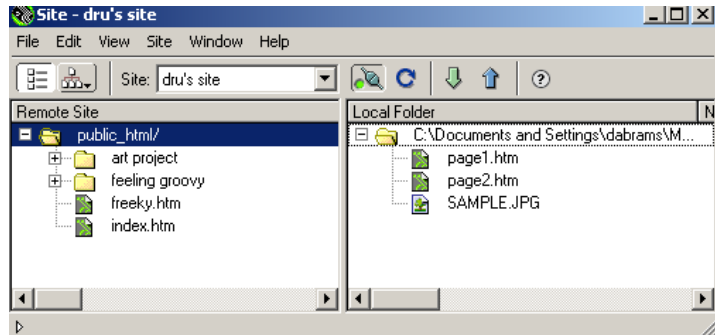 Site - dru's site
File Edit View Site Window Help
Site: dru's site
Remote Site
public_html/
art project
feeling groovy
freeky.htm
index.htm
Local Folder
N
C:\Documents and Settings\dabrams\M...
page1.htm
page2.htm
SAMPLE.JPG